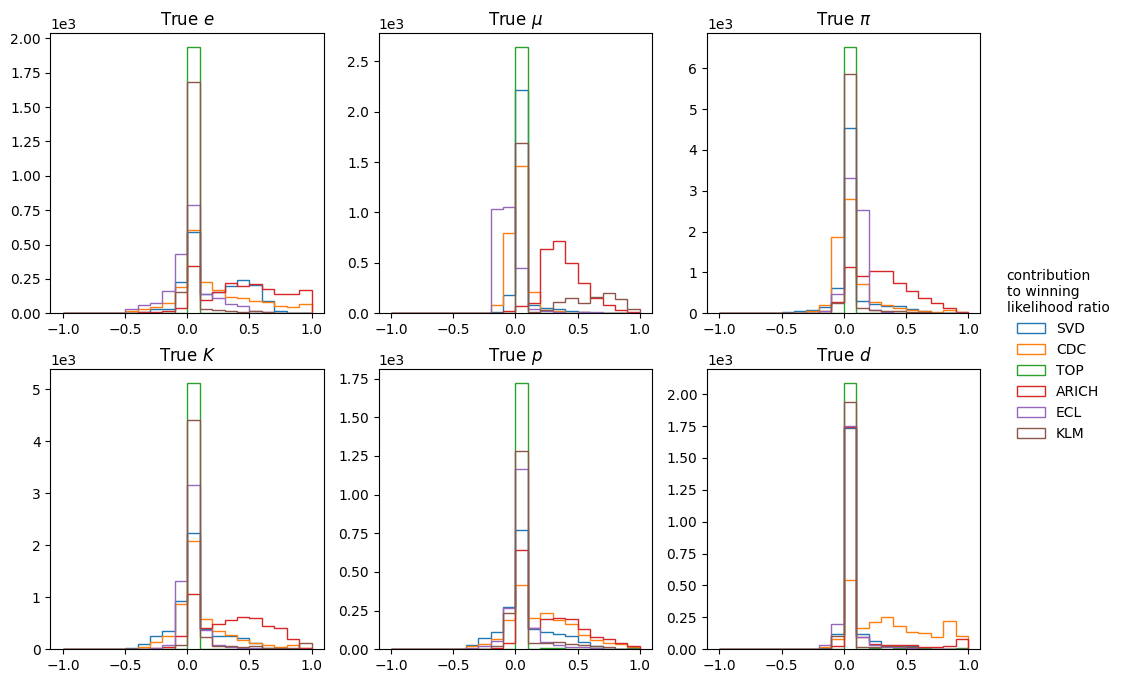 True e
True μ
True π
1e3
1e3
1e3
2.00
1.75
1.50
1.25
1.00
0.75
0.50
0.25
0.00
2.5
2.0
1.5
1.0
0.5
0.0
6
5
4
3
2
1
0
−1.0 −0.5 0.0 0.5 1.0
−1.0 −0.5 0.0 0.5 1.0
−1.0 −0.5 0.0 0.5 1.0
True K
True p
True d
1e3
1e3
1e3
5
4
3
2
1
0
1.75
1.50
1.25
1.00
0.75
0.50
0.25
0.00
2.00
1.75
1.50
1.25
1.00
0.75
0.50
0.25
0.00
−1.0 −0.5 0.0 0.5 1.0
−1.0 −0.5 0.0 0.5 1.0
−1.0 −0.5 0.0 0.5 1.0
contribution
to winning
likelihood ratio
SVD
CDC
TOP
ARICH
ECL
KLM